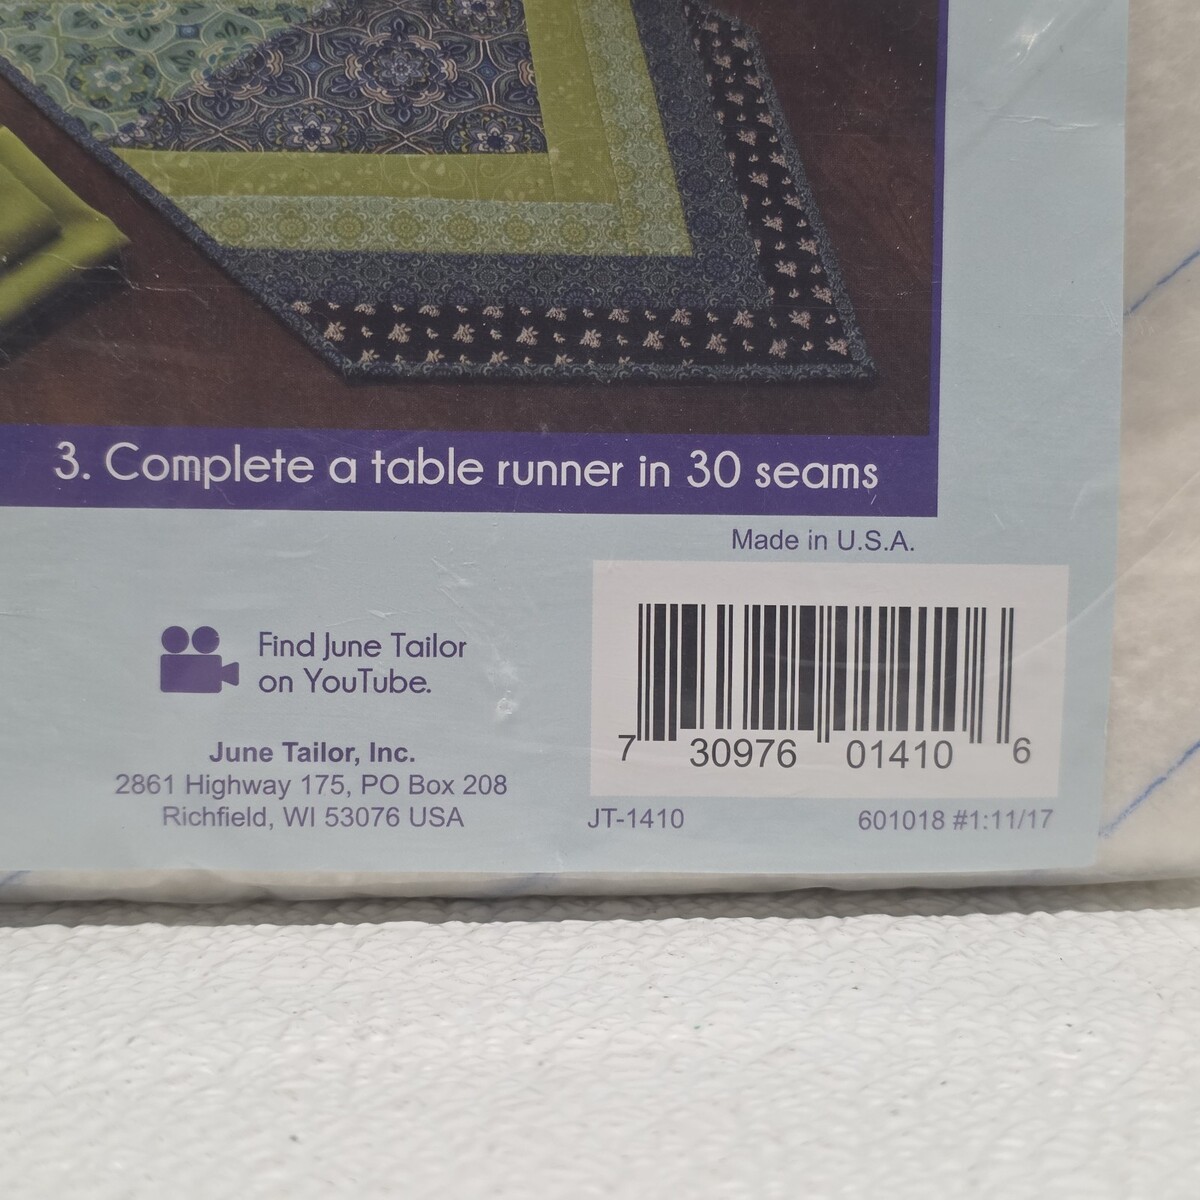 3. Complete a table runner in 30 seams
Made in U.S.A.
Find June Tailor
on YouTube.
June Tailor, Inc.
2861 Highway 175, PO Box 208
Richfield, WI 53076 USA
7 30976 01410 6
JT-1410 601018 #1:11/17